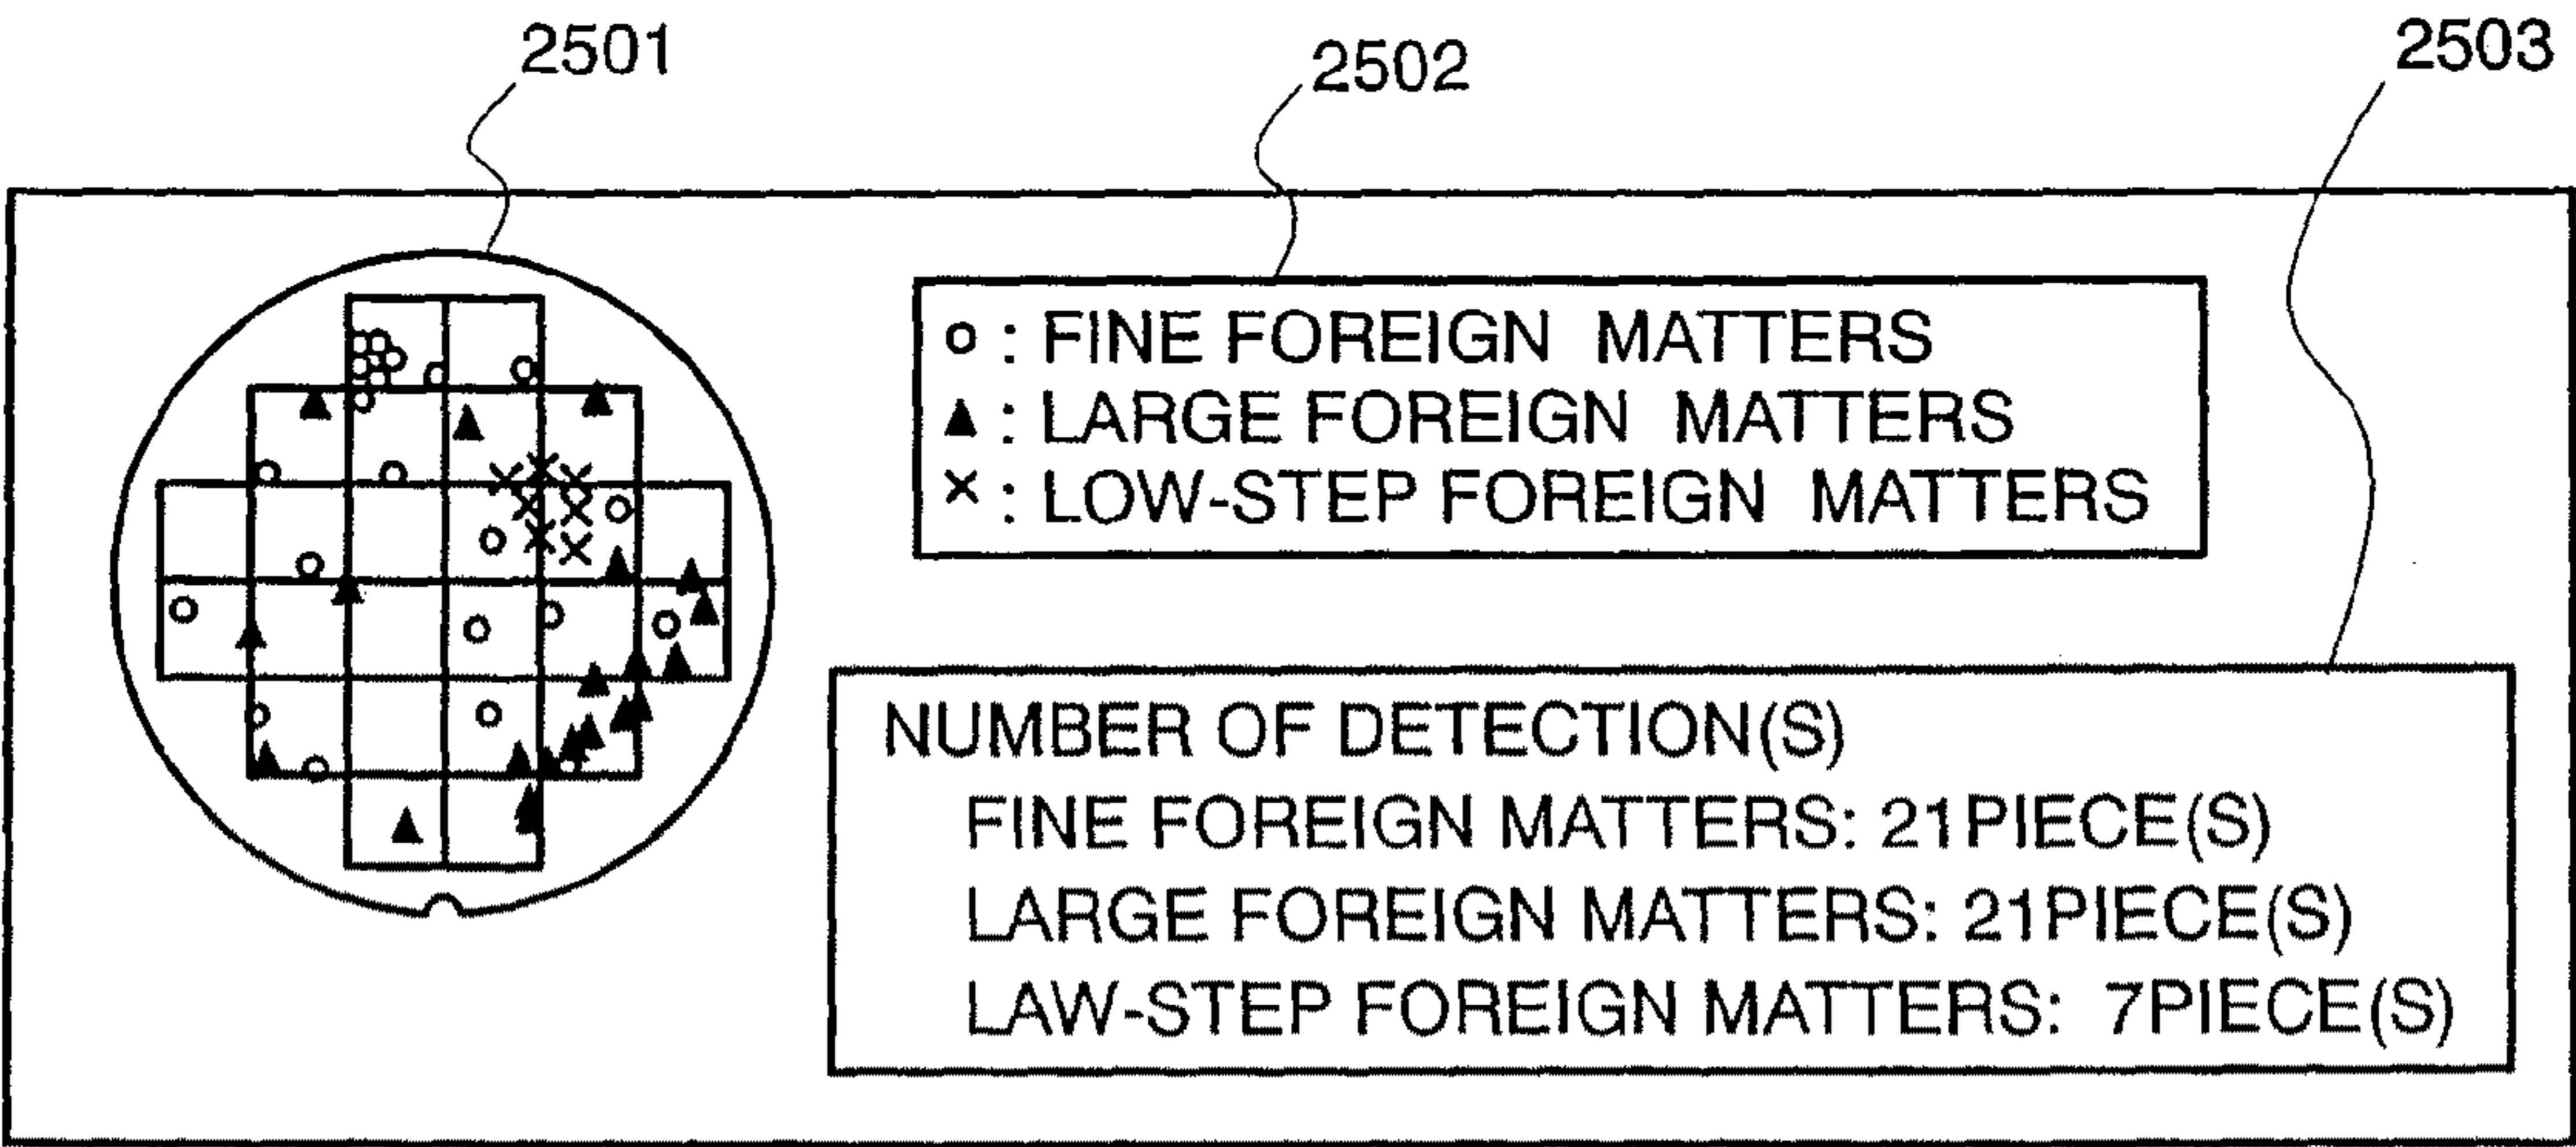 2501
2502
2503
o : FINE FOREIGN MATTERS
▲ : LARGE FOREIGN MATTERS
× : LOW-STEP FOREIGN MATTERS
NUMBER OF DETECTION(S)
FINE FOREIGN MATTERS: 21PIECE(S)
LARGE FOREIGN MATTERS: 21PIECE(S)
LAW-STEP FOREIGN MATTERS: 7PIECE(S)